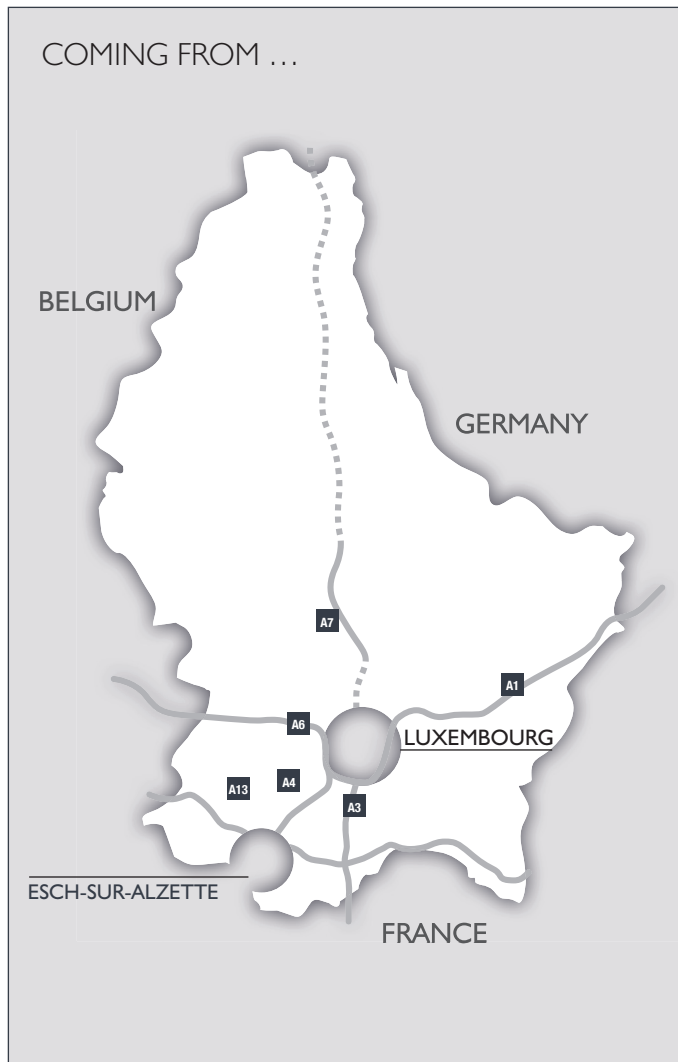 COMING FROM …
BELGIUM
GERMANY
A7
A1
A6
LUXEMBOURG
A4
A13
A3
ESCH-SUR-ALZETTE
FRANCE